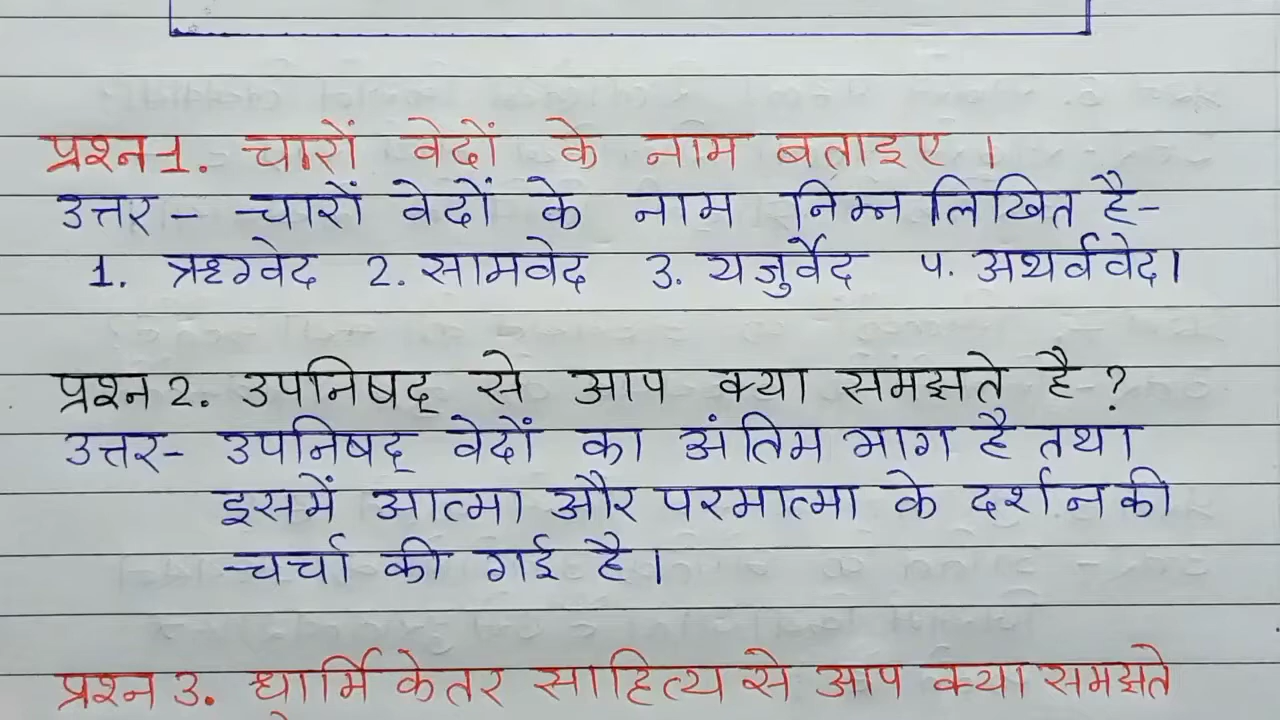 प्रश्न 1. चारों वेदों के नाम बताइए ।
उत्तर - चारों वेदों के नाम निम्न लिखित है-
1. ऋग्वेद 2. सामवेद 3. यजुर्वेद 4. अथर्ववेद।
प्रश्न 2. उपनिषद् से आप क्या समझते है ?
उत्तर- उपनिषद् वेदों का अंतिम भाग है तथा
इसमें आत्मा और परमात्मा के दर्शन की
चर्चा की गई है।
प्रश्न 3. धार्मिकेतर साहित्य से आप क्या समझते